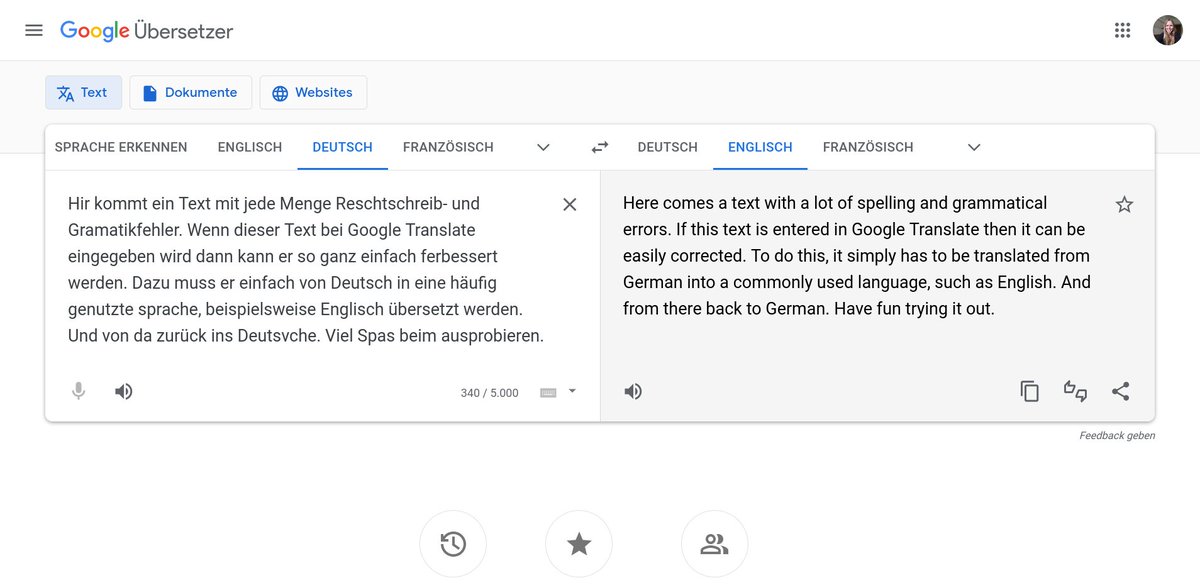 Google Übersetzer
Text
Dokumente
Websites
SPRACHE ERKENNEN
ENGLISCH
DEUTSCH
FRANZÖSISCH
DEUTSCH
ENGLISCH
FRANZÖSISCH
Hir kommt ein Text mit jede Menge Reschtschreib- und
Gramatikfehler. Wenn dieser Text bei Google Translate
eingegeben wird dann kann er so ganz einfach ferbessert
werden. Dazu muss er einfach von Deutsch in eine häufig
genutzte sprache, beispielsweise Englisch übersetzt werden.
Und von da zurück ins Deutsvche. Viel Spas beim ausprobieren.
340 / 5.000
Here comes a text with a lot of spelling and grammatical
errors. If this text is entered in Google Translate then it can be
easily corrected. To do this, it simply has to be translated from
German into a commonly used language, such as English. And
from there back to German. Have fun trying it out.
Feedback geben